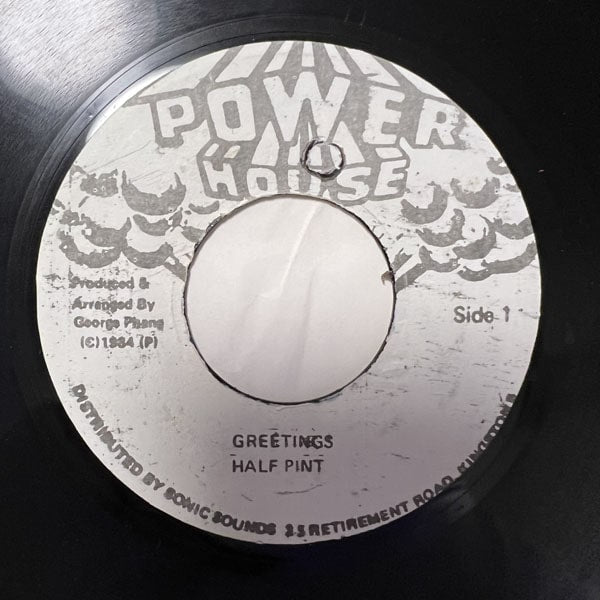 POWER
HOUSE
Produced &
Arranged By
George Phang
(C) 1984 (P)
Side 1
GREETINGS
HALF PINT
DISTRIBUTED BY SONIC SOUNDS 25 RETIREMENT ROAD, KINGSTON 5